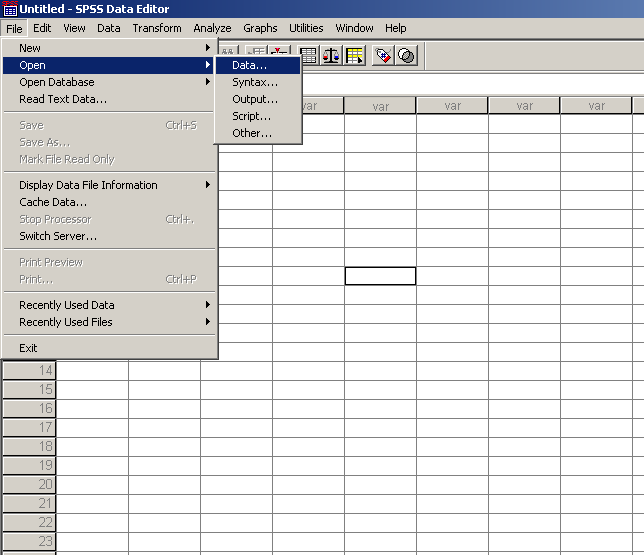 Untitled - SPSS Data Editor
File Edit View Data Transform Analyze Graphs Utilities Window Help
New
Open
Open Database
Read Text Data...
Save Ctrl+S
Save As...
Mark File Read Only
Display Data File Information
Cache Data...
Stop Processor Ctrl+.
Switch Server...
Print Preview
Print... Ctrl+P
Recently Used Data
Recently Used Files
Exit
Data...
Syntax...
Output...
Script...
Other...
var var var var var
14
15
16
17
18
19
20
21
22
23